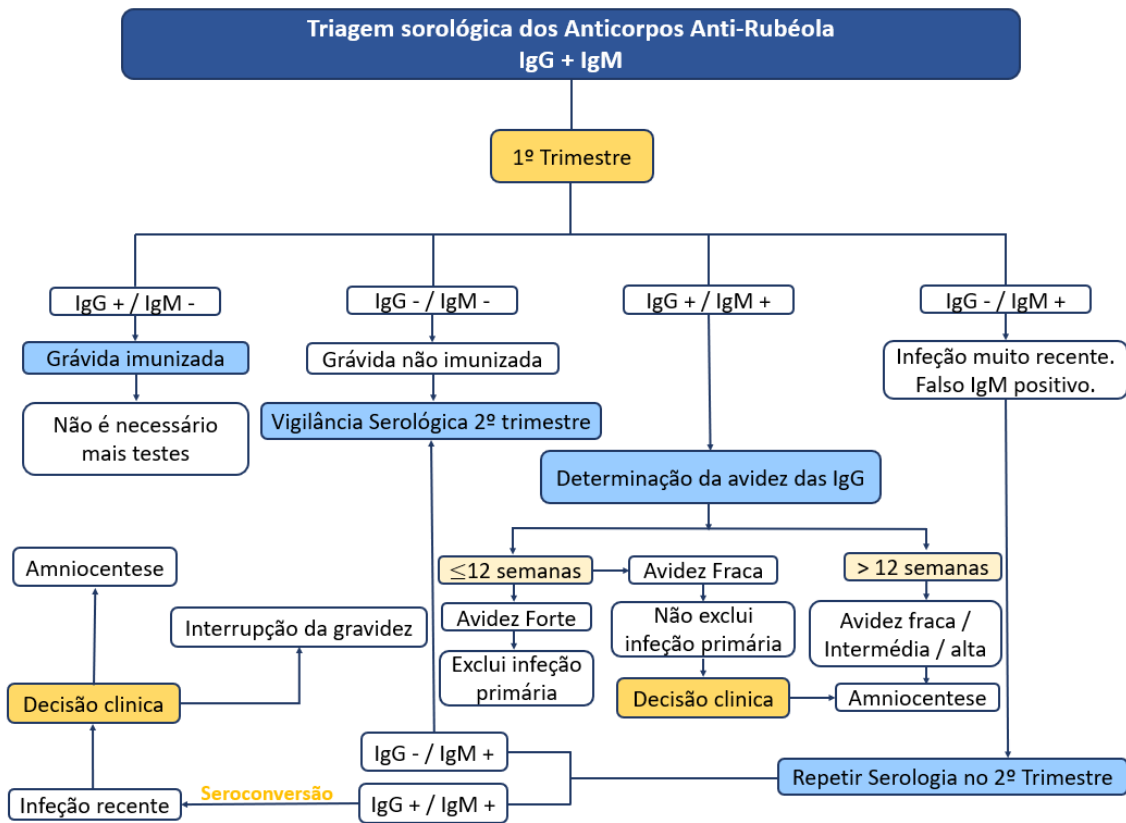 Triagem sorológica dos Anticorpos Anti-Rubéola
IgG + IgM
1º Trimestre
IgG + / IgM -
IgG - / IgM -
IgG + / IgM +
IgG - / IgM +
Grávida imunizada
Grávida não imunizada
Infeção muito recente.
Falso IgM positivo.
Não é necessário
mais testes
Vigilância Serológica 2º trimestre
Determinação da avidez das IgG
Amniocentese
≤12 semanas
Avidez Fraca
> 12 semanas
Interrupção da gravidez
Avidez Forte
Não exclui
infeção primária
Avidez fraca /
Intermédia / alta
Exclui infeção
primária
Decisão clinica
Decisão clinica
Amniocentese
IgG - / IgM +
Repetir Serologia no 2º Trimestre
Infeção recente
Seroconversão
IgG + / IgM +